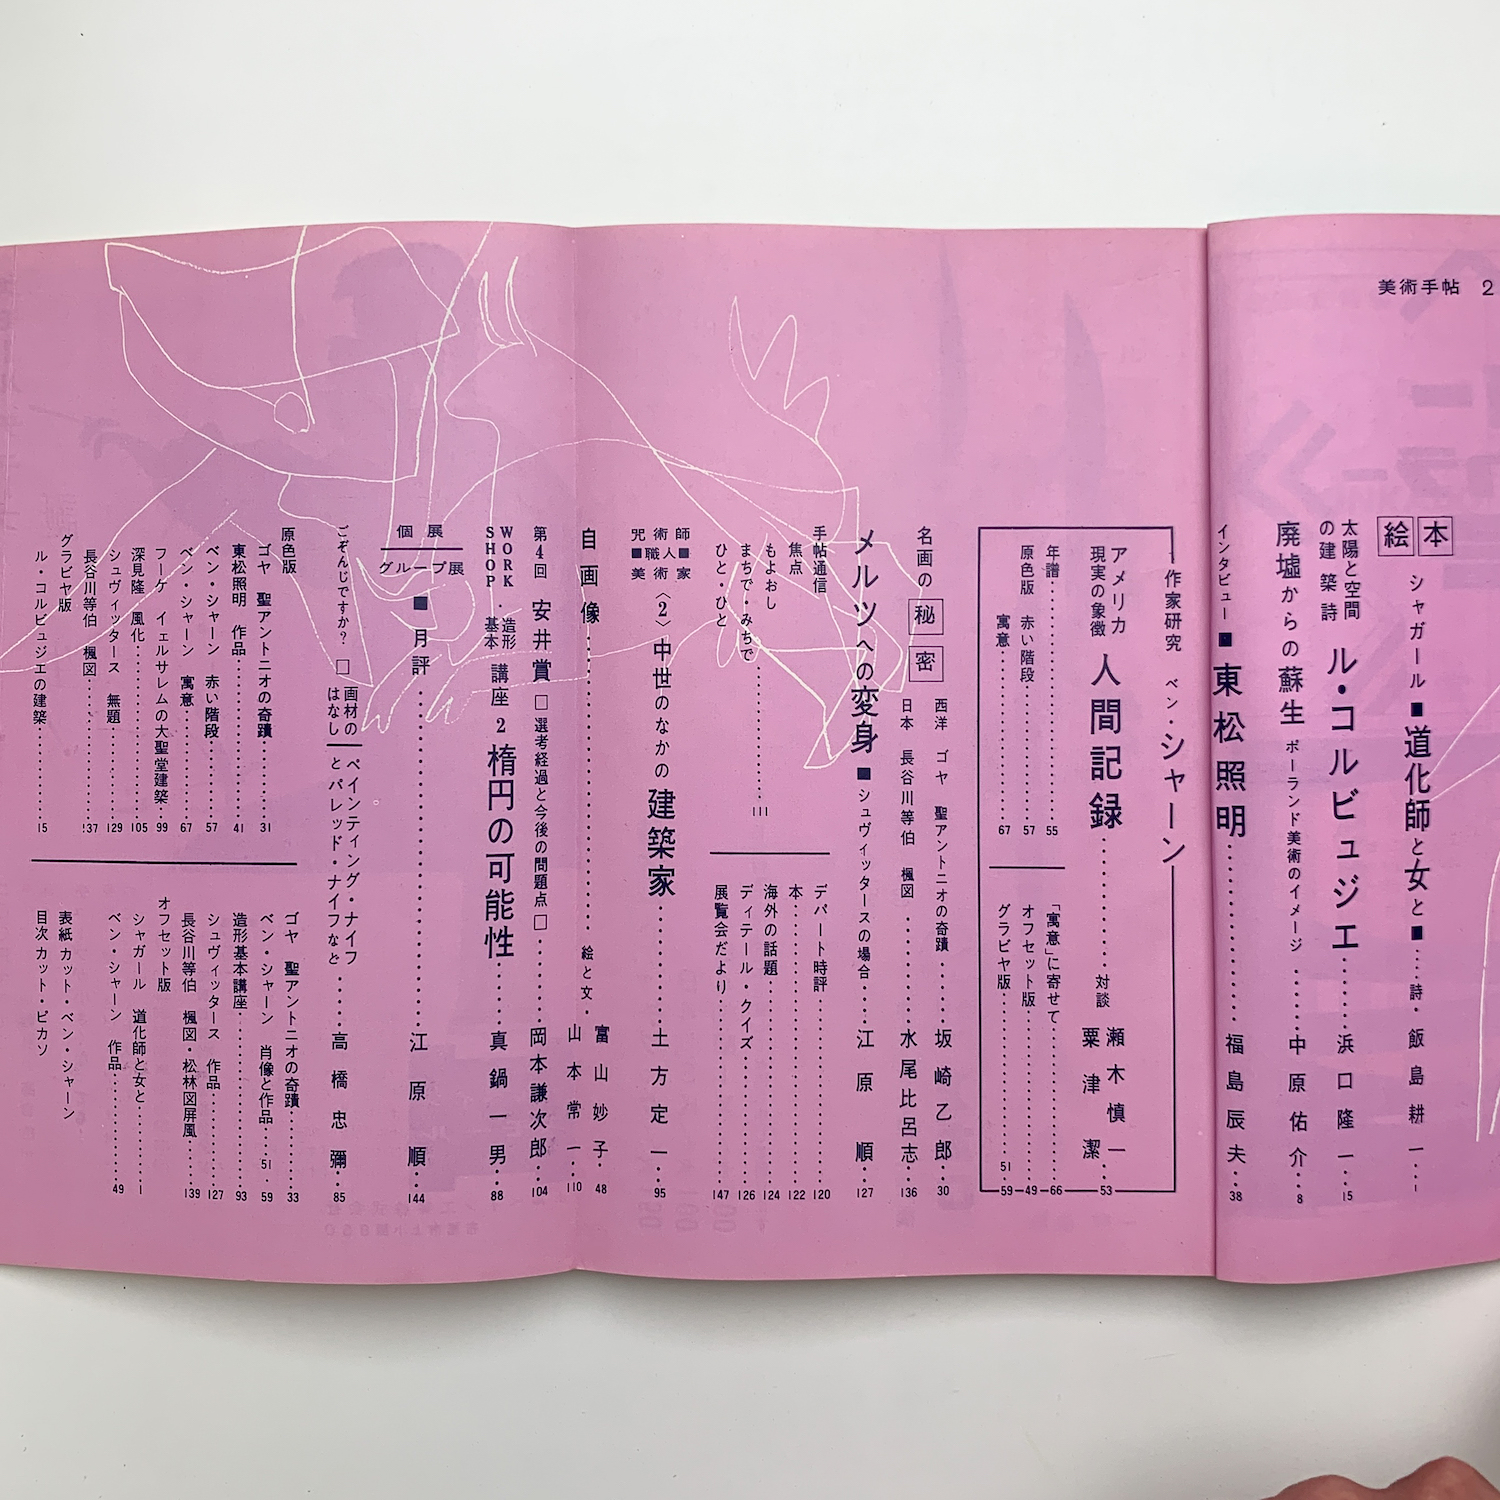 美術手帖 2
絵本
シャガール■道化師と女と■……詩・飯島耕一…1
太陽と空間の建築詩 ル・コルビュジエ……浜口隆一…15
廃墟からの蘇生 ポーランド美術のイメージ……中原佑介…8
インタビュー■東松照明……福島辰夫…38
作家研究 ベン・シャーン
アメリカ現実の象徴 人間記録……対談 瀬木慎一 粟津潔…53
年譜……55
原色版 赤い階段……57
寓意……67
「寓意」に寄せて……66
オフセット版……49
グラビヤ版……51―59
名画の秘密
西洋 ゴヤ 聖アントニオの奇蹟……坂崎乙郎…30
日本 長谷川等伯 楓図……水尾比呂志…136
メルツへの変身■シュヴィッタースの場合……江原順…127
手帖通信
焦点
もよおし
まちで・みちで……111
ひと・ひと
デパート時評……120
本……122
海外の話題……124
ディテール・クイズ……126
展覧会だより……147
呪術師■職人■美術家〈2〉中世のなかの建築家……土方定一…95
自画像……絵と文・富山妙子…48
山本常一…110
第4回 安井賞□選考経過と今後の問題点□……岡本謙次郎…104
WORK SHOP・造形基本講座2 楕円の可能性……真鍋一男…88
個展
グループ展■月評……江原順…144
ごぞんじですか？□画材のはなし―ペインティング・ナイフとパレッド・ナイフなど……高橋忠彌…85
原色版
ゴヤ 聖アントニオの奇蹟……31
東松照明 作品……41
ベン・シャーン 赤い階段……57
ベン・シャーン 寓意……67
フーケ イェルサレムの大聖堂建築…99
深見隆 風化……105
シュヴィッタース 無題……129
長谷川等伯 楓図……137
グラビヤ版
ル・コルビュジエの建築……15
ゴヤ 聖アントニオの奇蹟……33
ベン・シャーン 肖像と作品…51…59
造形基本講座……93
シュヴィッタース 作品……127
長谷川等伯 楓図・松林図屏風…139
オフセット版
シャガール 道化師と女と……1
ベン・シャーン 作品……49
表紙カット・ベン・シャーン
目次カット・ピカソ